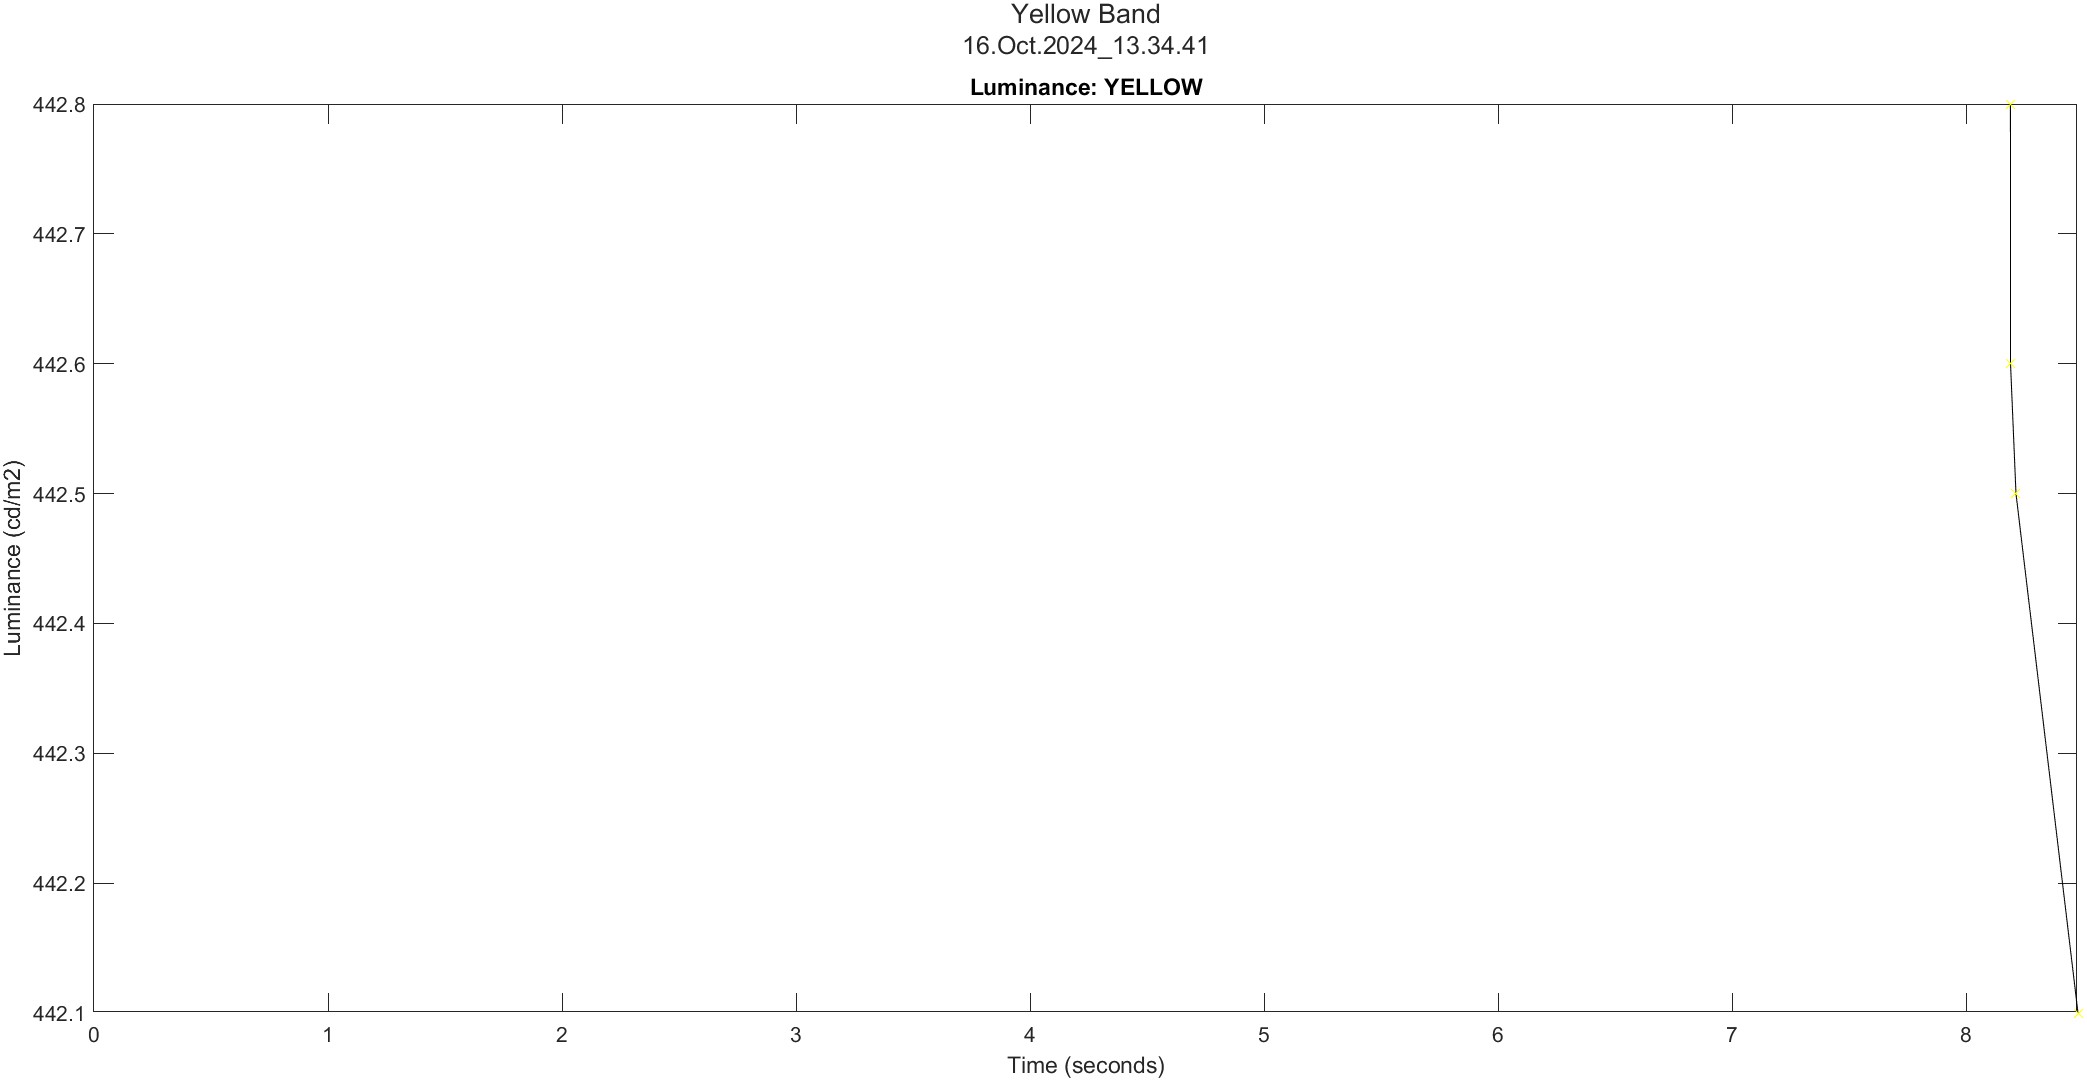 Yellow Band
16.Oct.2024_13.34.41
Luminance: YELLOW
442.8
442.7
442.6
442.5
442.4
442.3
442.2
442.1
Luminance (cd/m2)
0 1 2 3 4 5 6 7 8
Time (seconds)